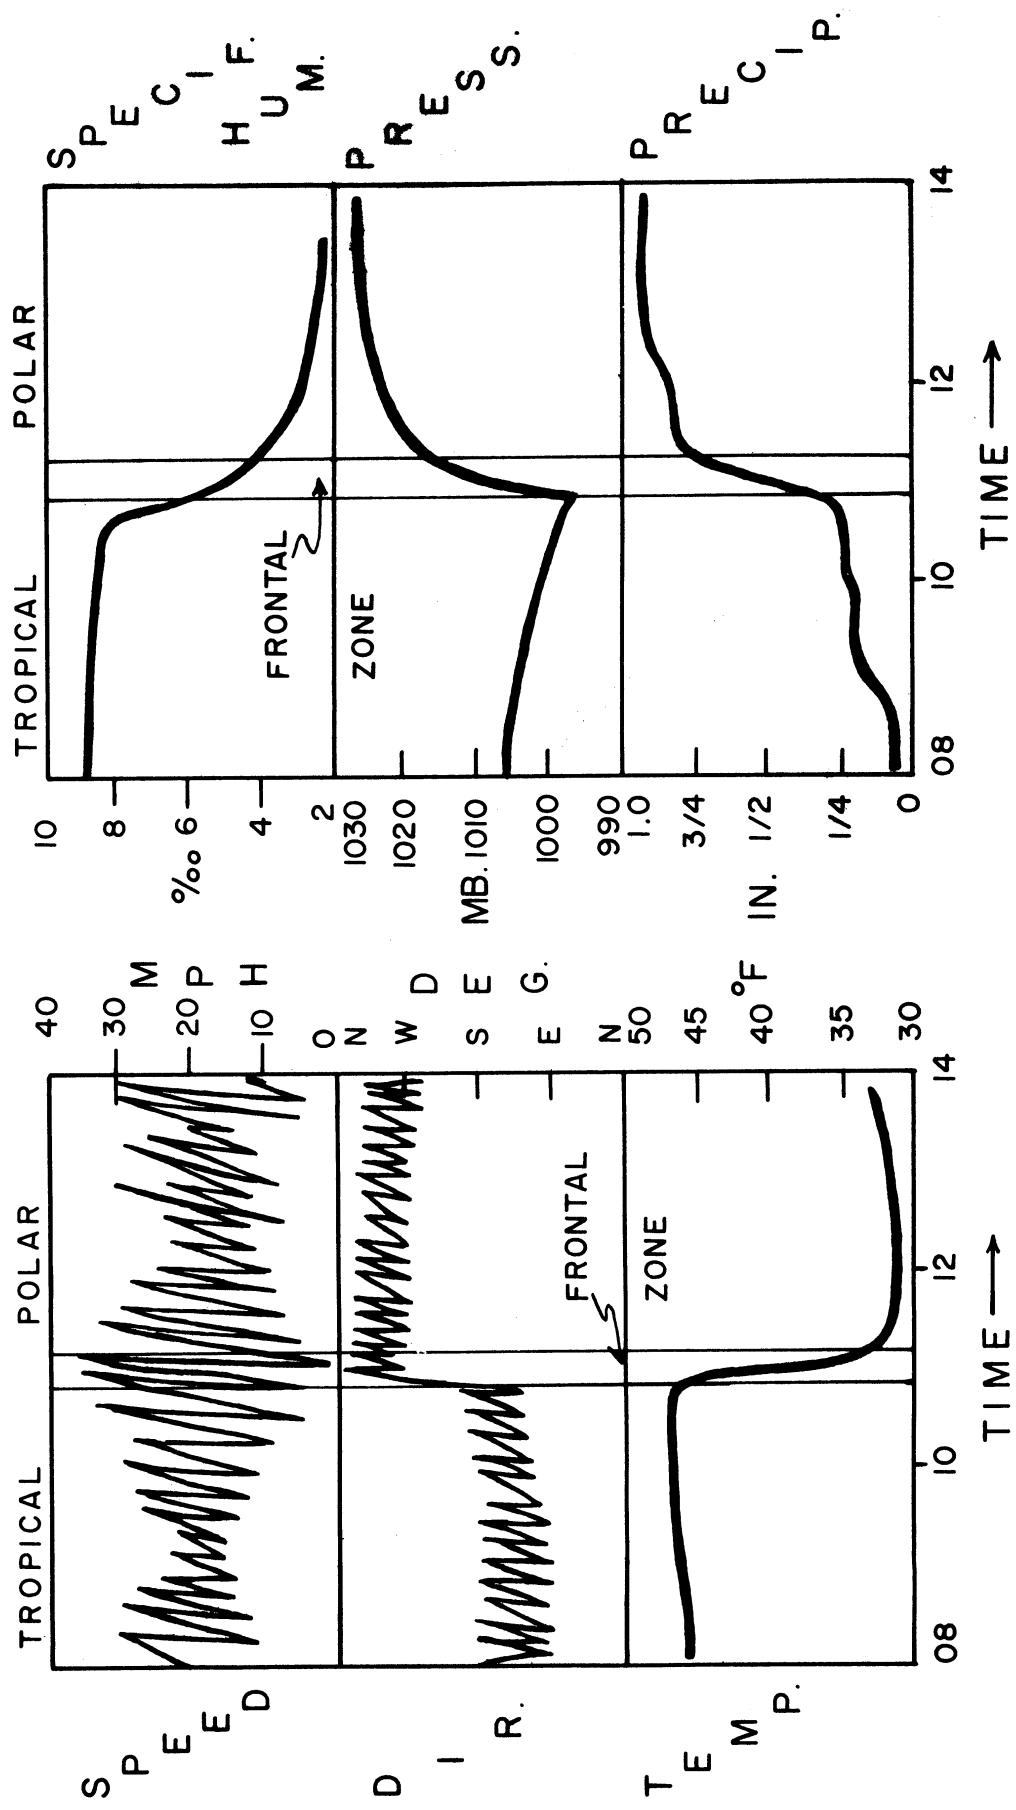 TROPICAL POLAR
SPEED
40
30
20
10
0
MPH
DIR.
N
W
S
E
N
DEG.
FRONTAL
ZONE
TEMP.
50
45
40
35
30
°F
08 10 12 14
TIME
TROPICAL POLAR
10
8
6
4
2
‰
SPECIF.
HUM.
FRONTAL
ZONE
1030
1020
MB. 1010
1000
990
PRESS.
1.0
3/4
IN. 1/2
1/4
0
PRECIP.
08 10 12 14
TIME